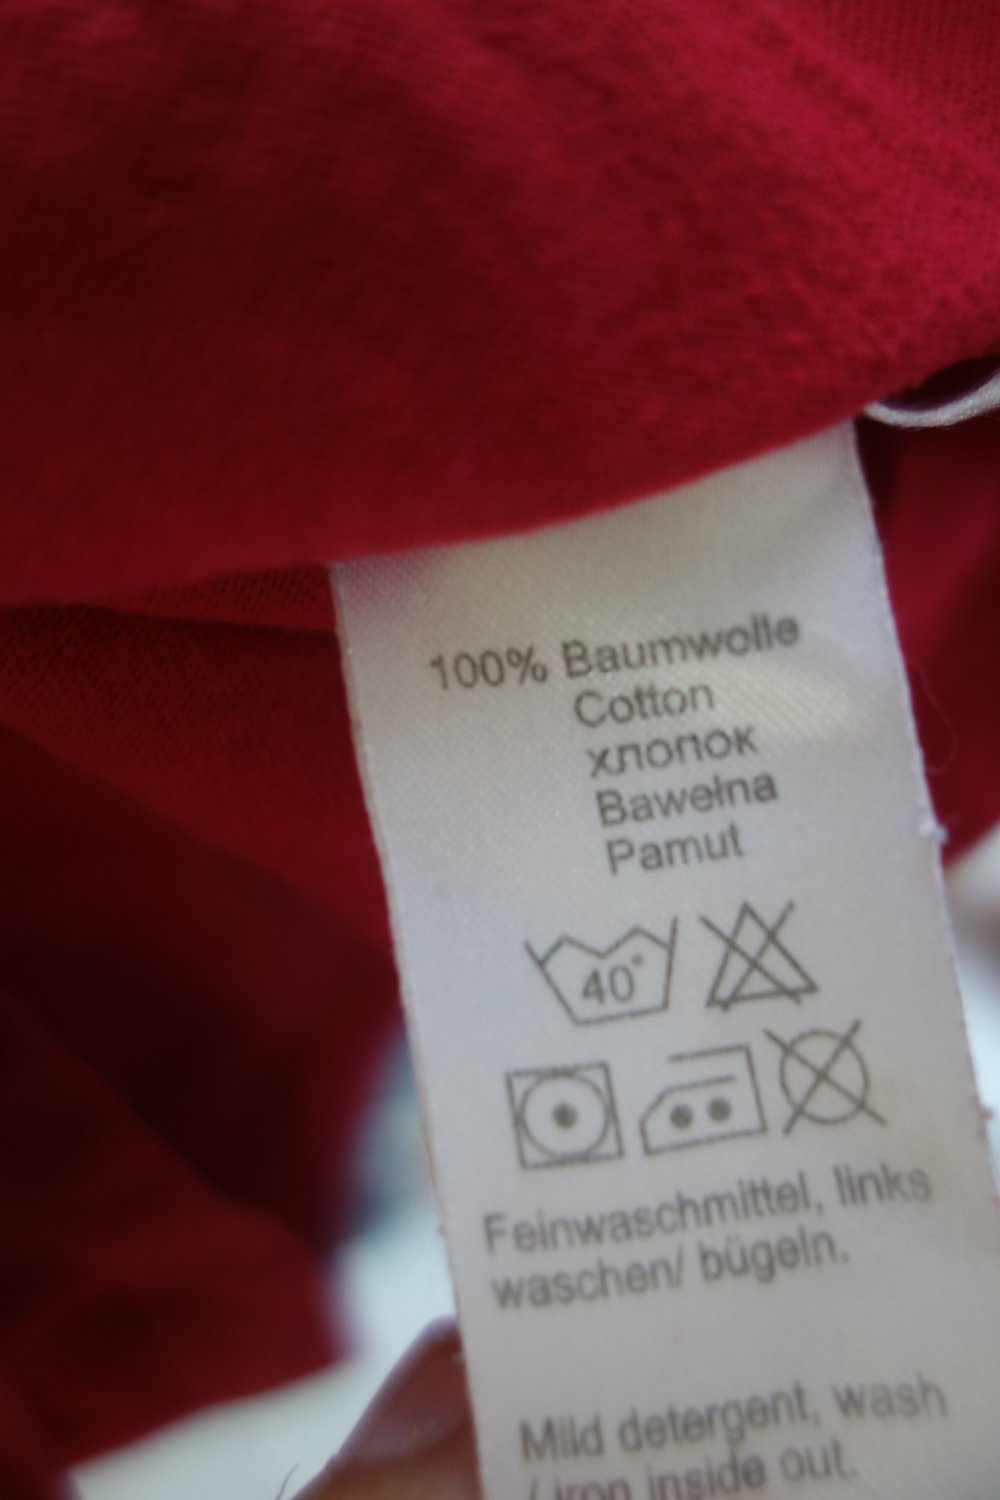 100% Baumwolle
Cotton
хлопок
Bawełna
Pamut
40°
Feinwaschmittel, links
waschen/ bügeln.
Mild detergent, wash
/ iron inside out.